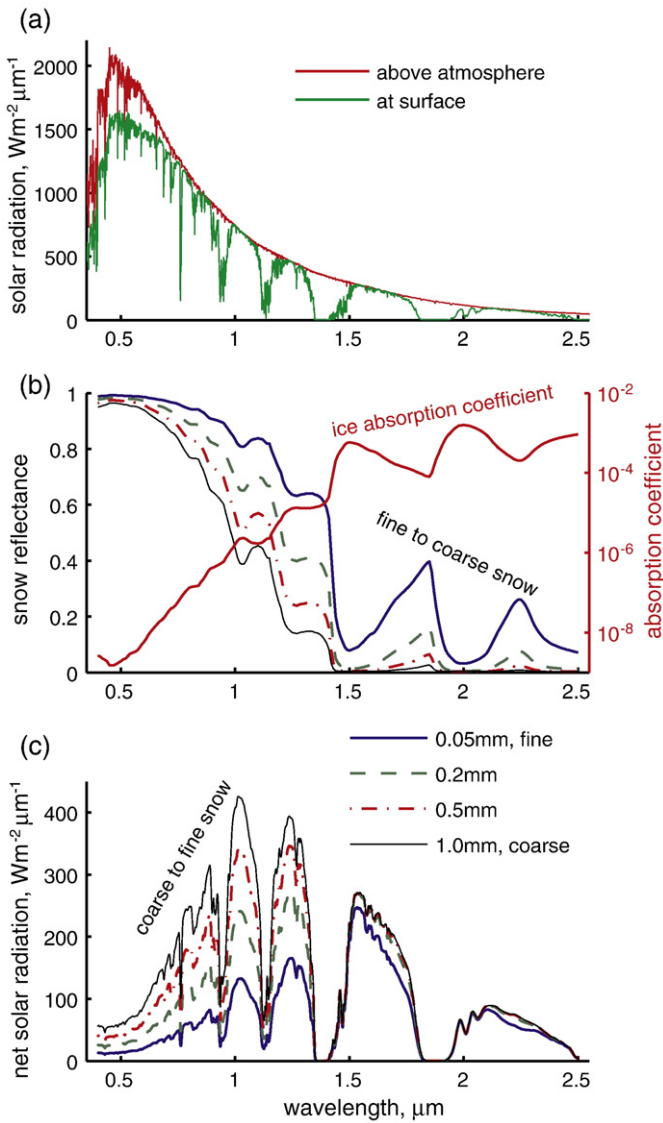 (a)
solar radiation, Wm-2 μm-1
2000
1500
1000
500
0
above atmosphere
at surface
0.5
1
1.5
2
2.5
(b)
snow reflectance
1
0.8
0.6
0.4
0.2
0
ice absorption coefficient
fine to coarse snow
10-2
10-4
10-6
10-8
absorption coefficient
0.5
1
1.5
2
2.5
(c)
0.05mm, fine
0.2mm
0.5mm
1.0mm, coarse
coarse to fine snow
net solar radiation, Wm-2 μm-1
400
300
200
100
0
0.5
1
1.5
2
2.5
wavelength, μm